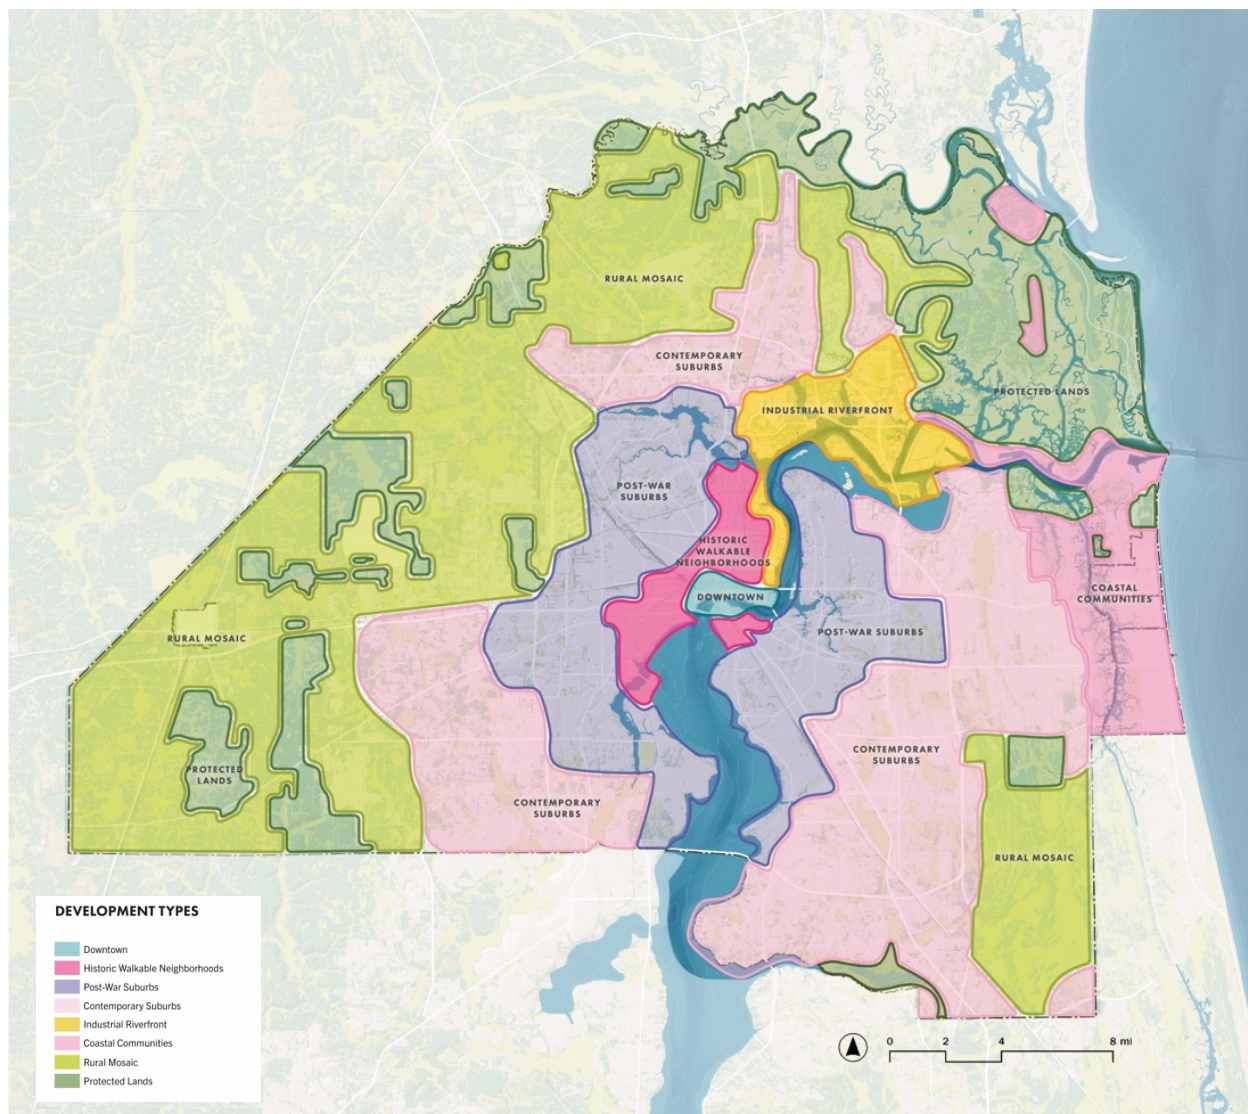 RURAL MOSAIC
CONTEMPORARY
SUBURBS
PROTECTED LANDS
INDUSTRIAL RIVERFRONT
POST-WAR
SUBURBS
HISTORIC
WALKABLE
NEIGHBORHOODS
DOWNTOWN
COASTAL
COMMUNITIES
RURAL MOSAIC
POST-WAR SUBURBS
CONTEMPORARY
SUBURBS
PROTECTED
LANDS
CONTEMPORARY
SUBURBS
RURAL MOSAIC
DEVELOPMENT TYPES
Downtown
Historic Walkable Neighborhoods
Post-War Suburbs
Contemporary Suburbs
Industrial Riverfront
Coastal Communities
Rural Mosaic
Protected Lands
0 2 4 8 mi